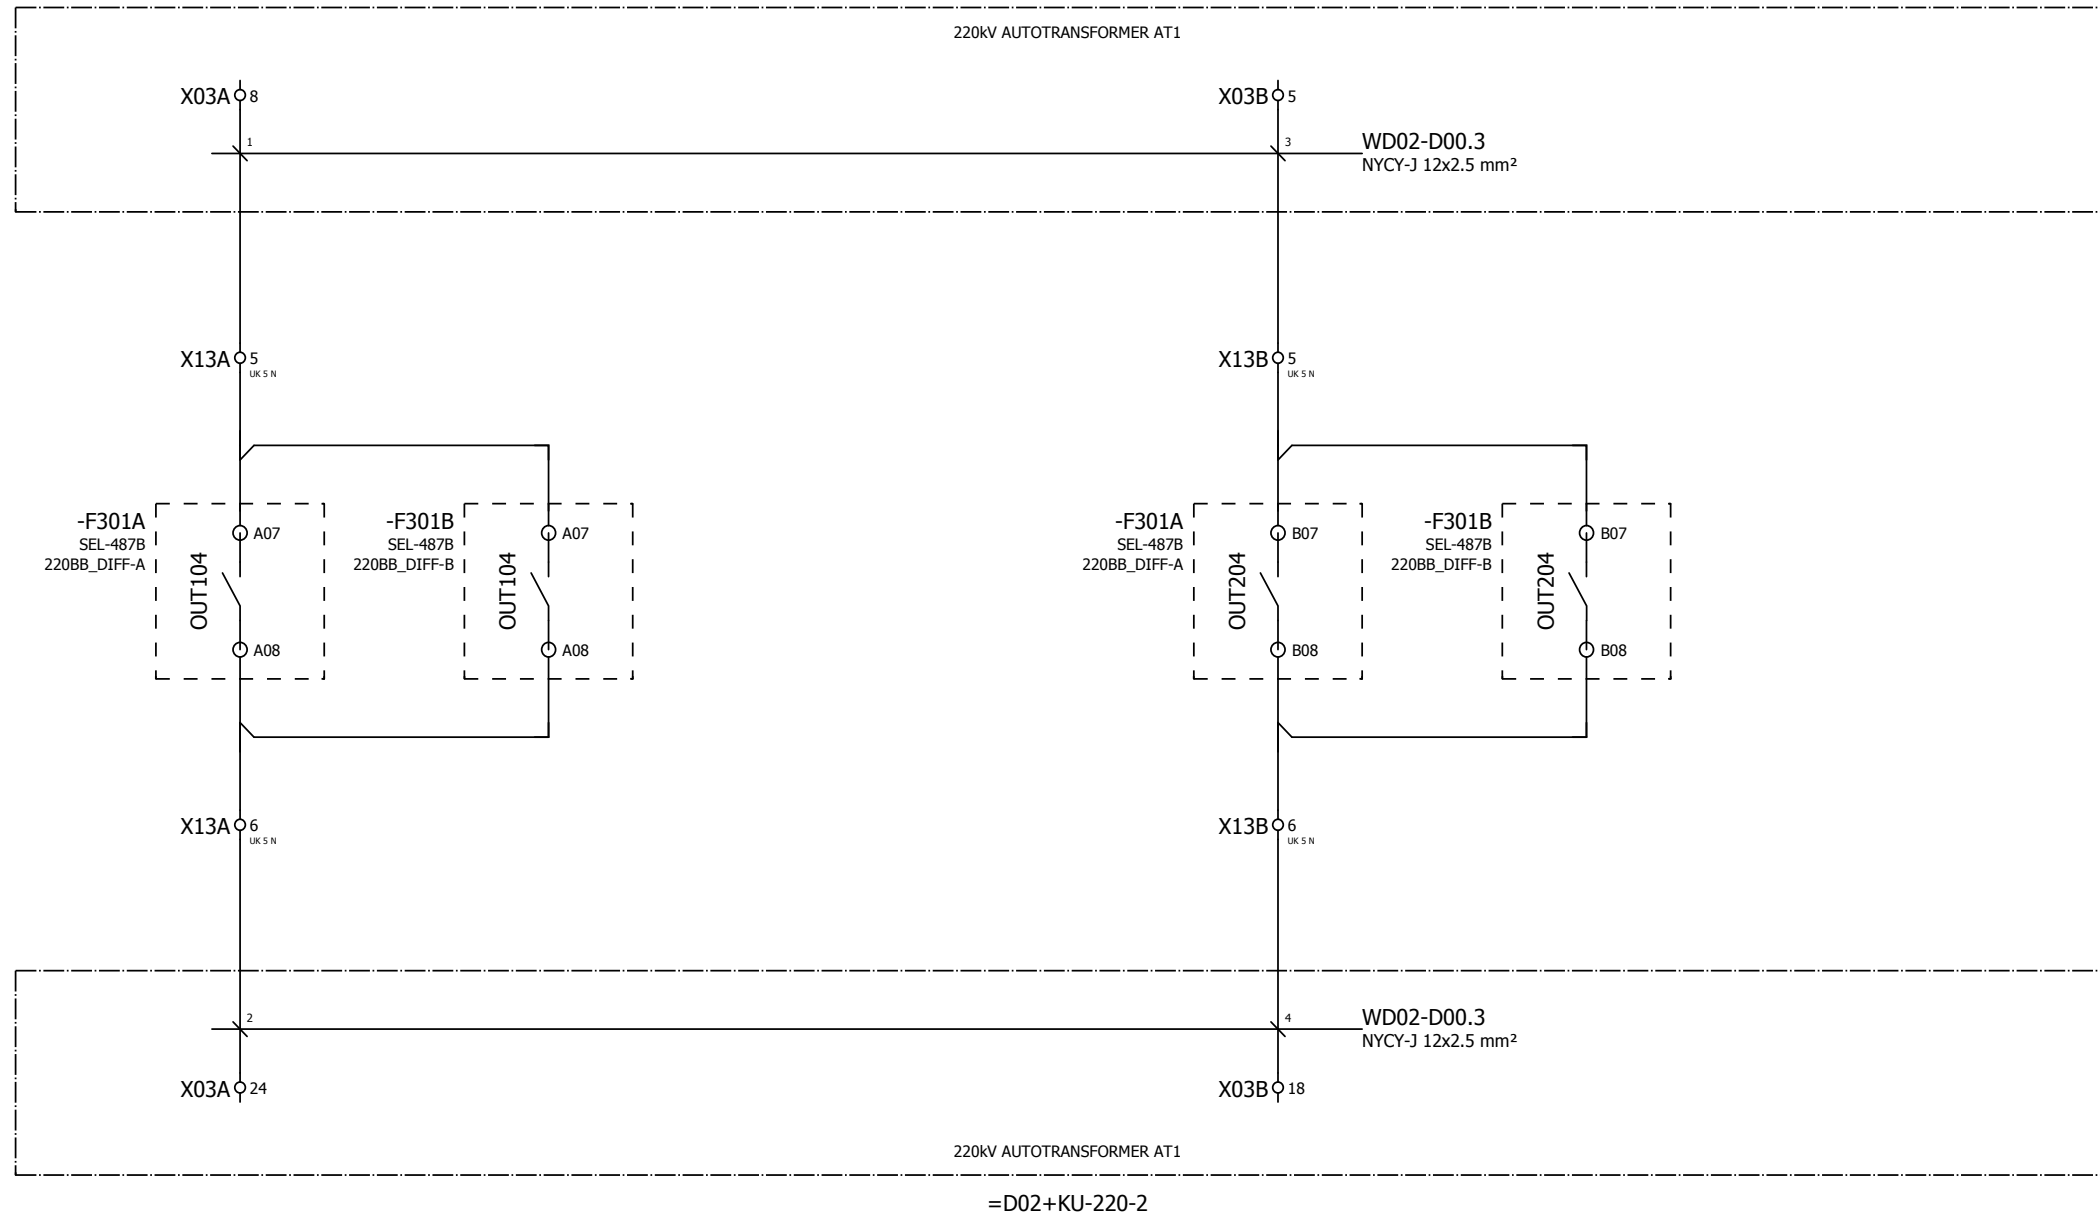 220kV AUTOTRANSFORMER AT1
X03A 8
X03B 5
1
3
WD02-D00.3
NYCY-J 12x2.5 mm²
X13A 5
UK 5 N
X13B 5
UK 5 N
-F301A
SEL-487B
220BB_DIFF-A
OUT104
A07
A08
-F301B
SEL-487B
220BB_DIFF-B
OUT104
A07
A08
-F301A
SEL-487B
220BB_DIFF-A
OUT204
B07
B08
-F301B
SEL-487B
220BB_DIFF-B
OUT204
B07
B08
X13A 6
UK 5 N
X13B 6
UK 5 N
2
4
WD02-D00.3
NYCY-J 12x2.5 mm²
X03A 24
X03B 18
220kV AUTOTRANSFORMER AT1
=D02+KU-220-2